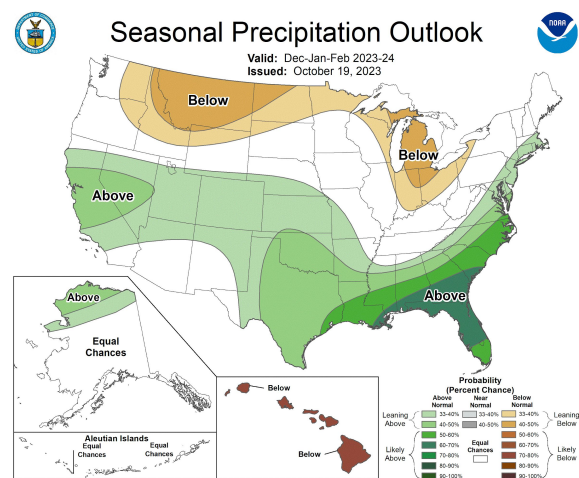 NOAA
Seasonal Precipitation Outlook
Valid: Dec-Jan-Feb 2023-24
Issued: October 19, 2023
Below
Below
Above
Above
Above
Equal
Chances
Aleutian Islands
Equal
Chances
Equal
Chances
Below
Below
Probability
(Percent Chance)
Above
Normal
Near
Normal
Below
Normal
Leaning
Above
33-40%
33-40%
33-40%
Leaning
Below
40-50%
40-50%
40-50%
Likely
Above
50-60%
50-60%
Likely
Below
60-70%
60-70%
70-80%
70-80%
80-90%
80-90%
90-100%
90-100%
Equal
Chances